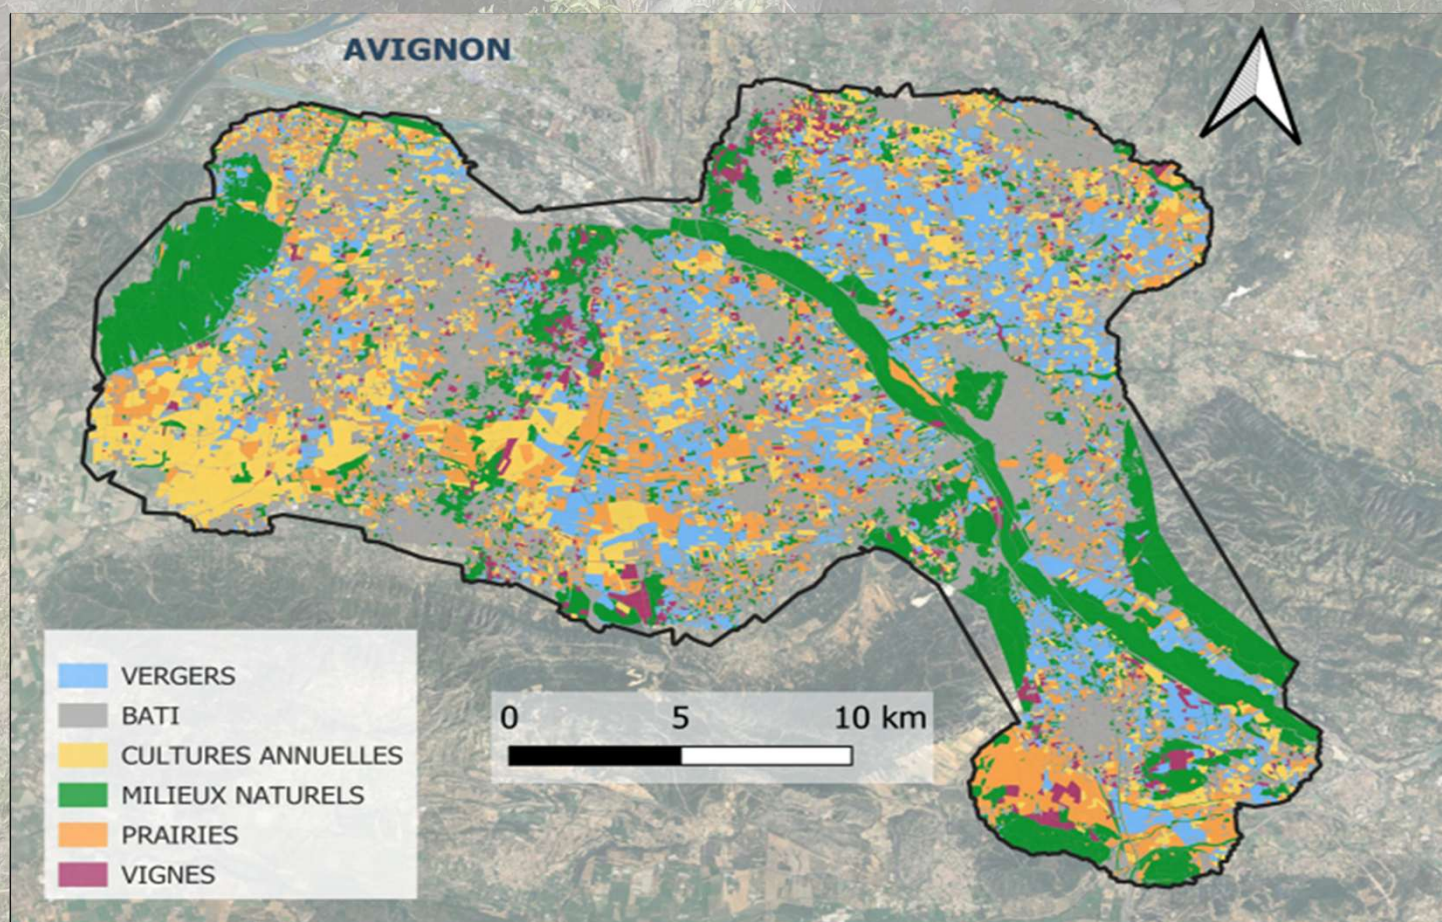 AVIGNON
VERGERS
BATI
CULTURES ANNUELLES
MILIEUX NATURELS
PRAIRIES
VIGNES
0 5 10 km